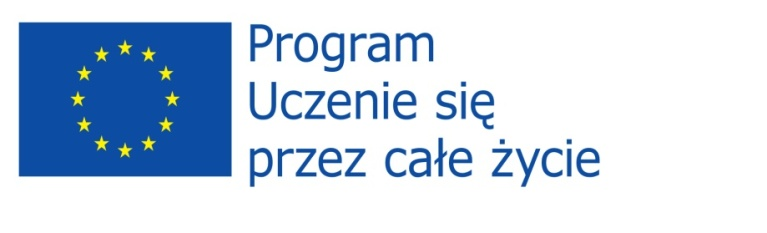 Program
Uczenie się
przez całe życie